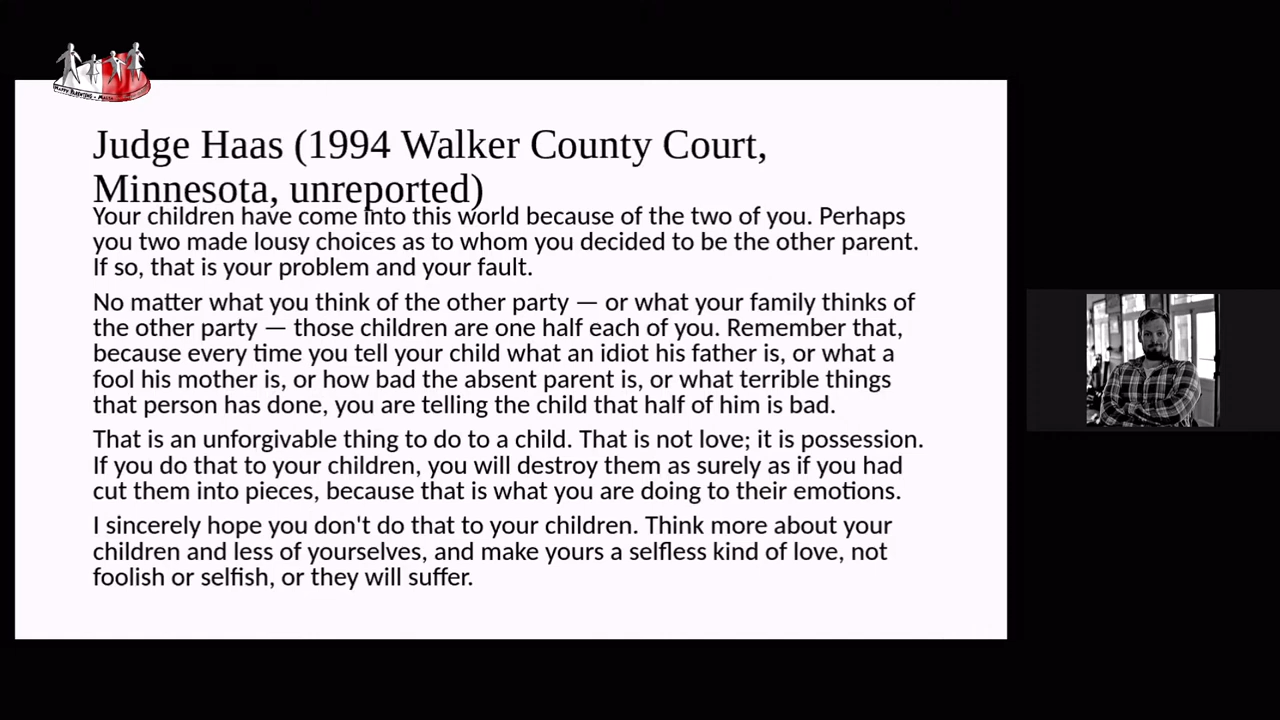 Judge Haas (1994 Walker County Court,
Minnesota, unreported)
Your children have come into this world because of the two of you. Perhaps
you two made lousy choices as to whom you decided to be the other parent.
If so, that is your problem and your fault.
No matter what you think of the other party — or what your family thinks of
the other party — those children are one half each of you. Remember that,
because every time you tell your child what an idiot his father is, or what a
fool his mother is, or how bad the absent parent is, or what terrible things
that person has done, you are telling the child that half of him is bad.
That is an unforgivable thing to do to a child. That is not love; it is possession.
If you do that to your children, you will destroy them as surely as if you had
cut them into pieces, because that is what you are doing to their emotions.
I sincerely hope you don't do that to your children. Think more about your
children and less of yourselves, and make yours a selfless kind of love, not
foolish or selfish, or they will suffer.